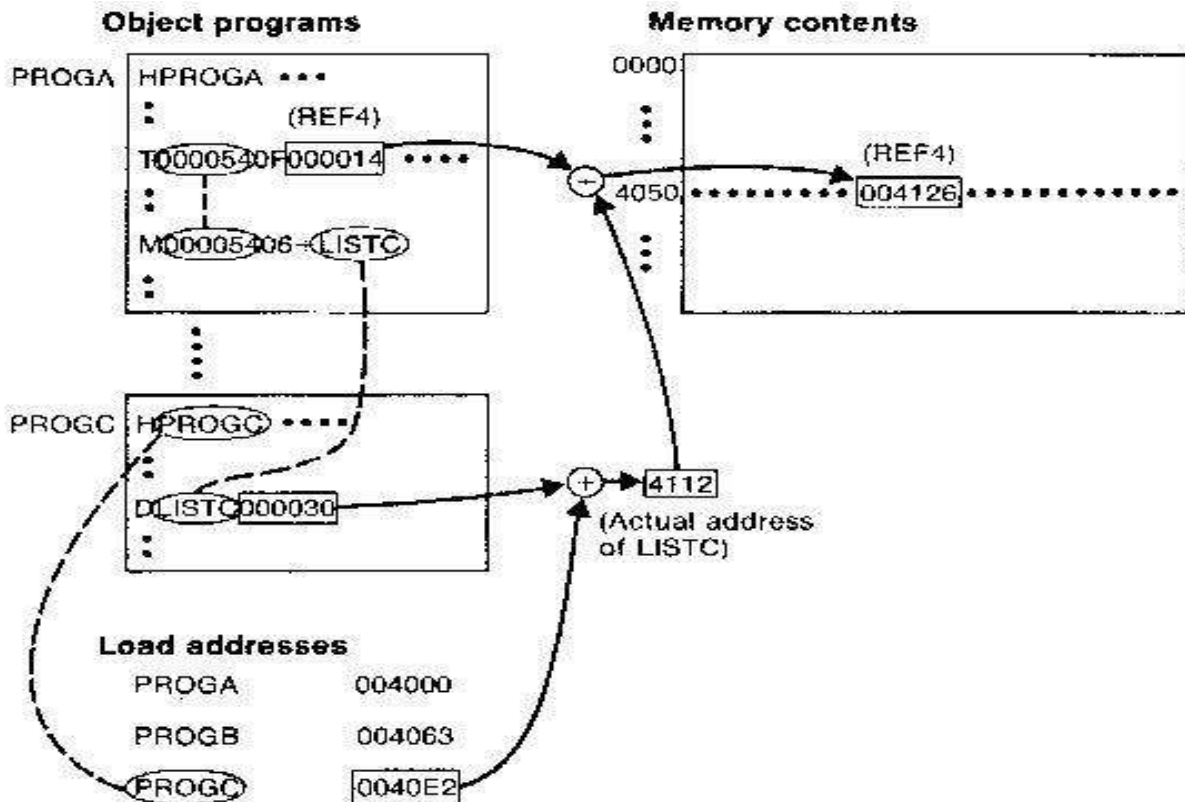 Object programs
Memory contents
PROGA
HPROGA
(REF4)
T0000540F000014
M00005406+LISTC
0000
(REF4)
4050
004126
PROGC
HPROGC
DLISTC000030
+
+
4112
(Actual address
of LISTC)
Load addresses
PROGA 004000
PROGB 004063
PROGC 0040E2